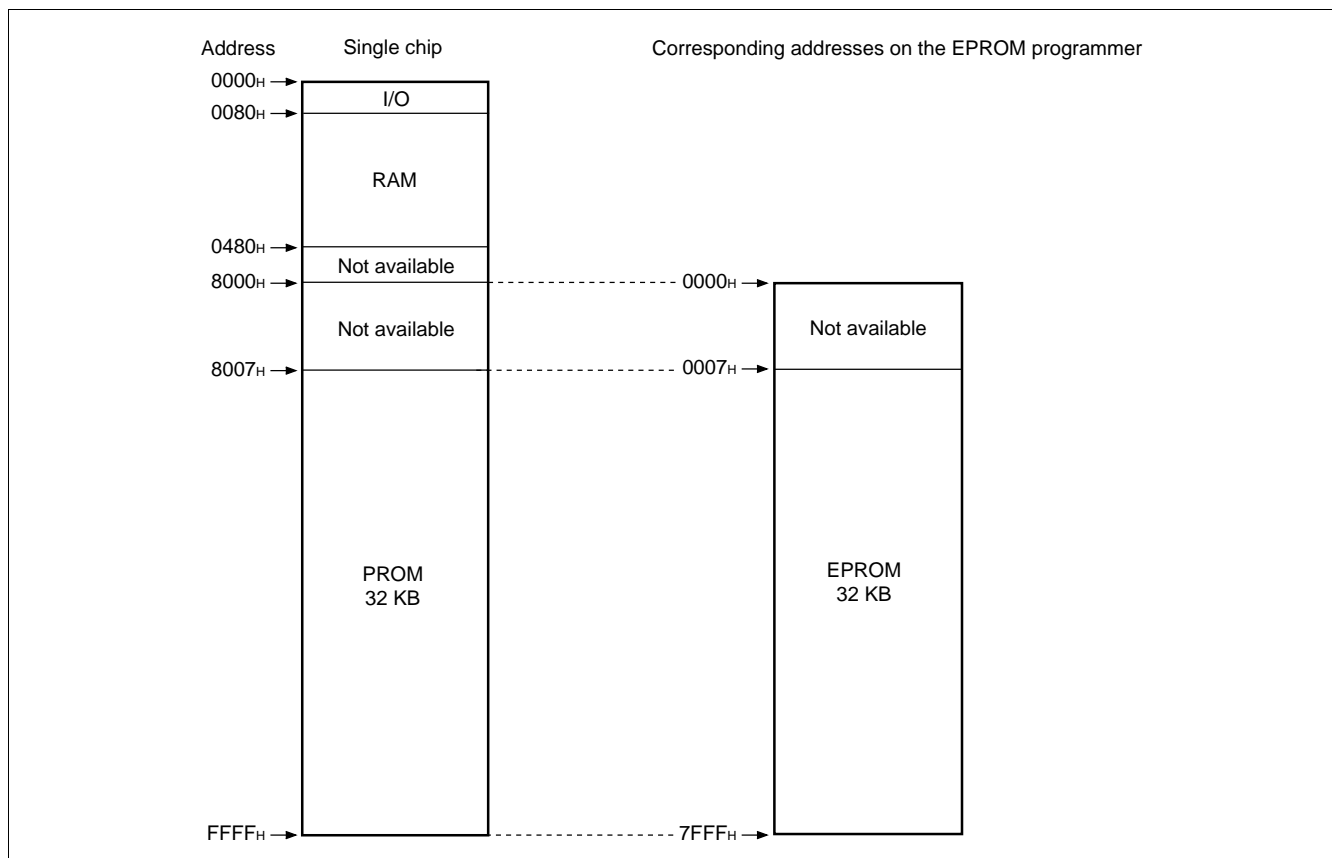 Address Single chip Corresponding addresses on the EPROM programmer
0000H
I/O
0080H
RAM
0480H
Not available
8000H 0000H
Not available Not available
8007H 0007H
PROM EPROM
32 KB 32 KB
FFFFH 7FFFH